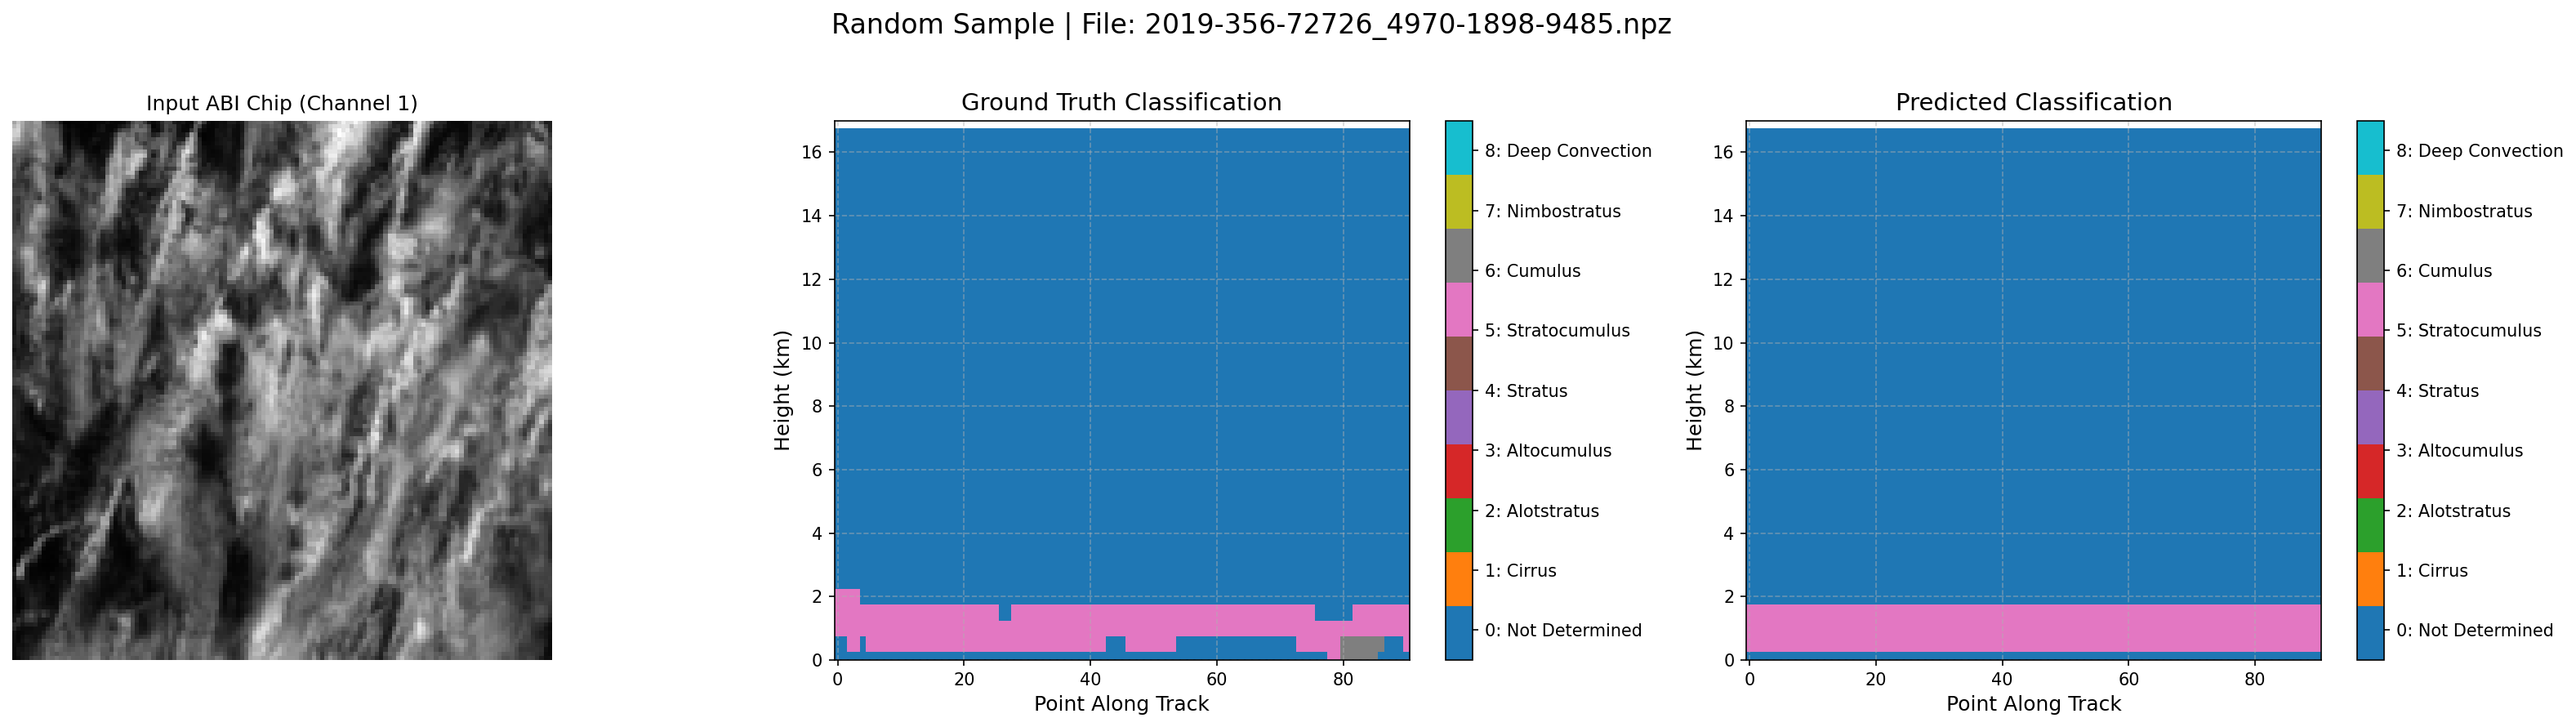 Random Sample | File: 2019-356-72726_4970-1898-9485.npz
Input ABI Chip (Channel 1)
Ground Truth Classification
16
14
12
10
8
6
4
2
0
Height (km)
0 20 40 60 80
Point Along Track
8: Deep Convection
7: Nimbostratus
6: Cumulus
5: Stratocumulus
4: Stratus
3: Altocumulus
2: Alotstratus
1: Cirrus
0: Not Determined
Predicted Classification
16
14
12
10
8
6
4
2
0
Height (km)
0 20 40 60 80
Point Along Track
8: Deep Convection
7: Nimbostratus
6: Cumulus
5: Stratocumulus
4: Stratus
3: Altocumulus
2: Alotstratus
1: Cirrus
0: Not Determined